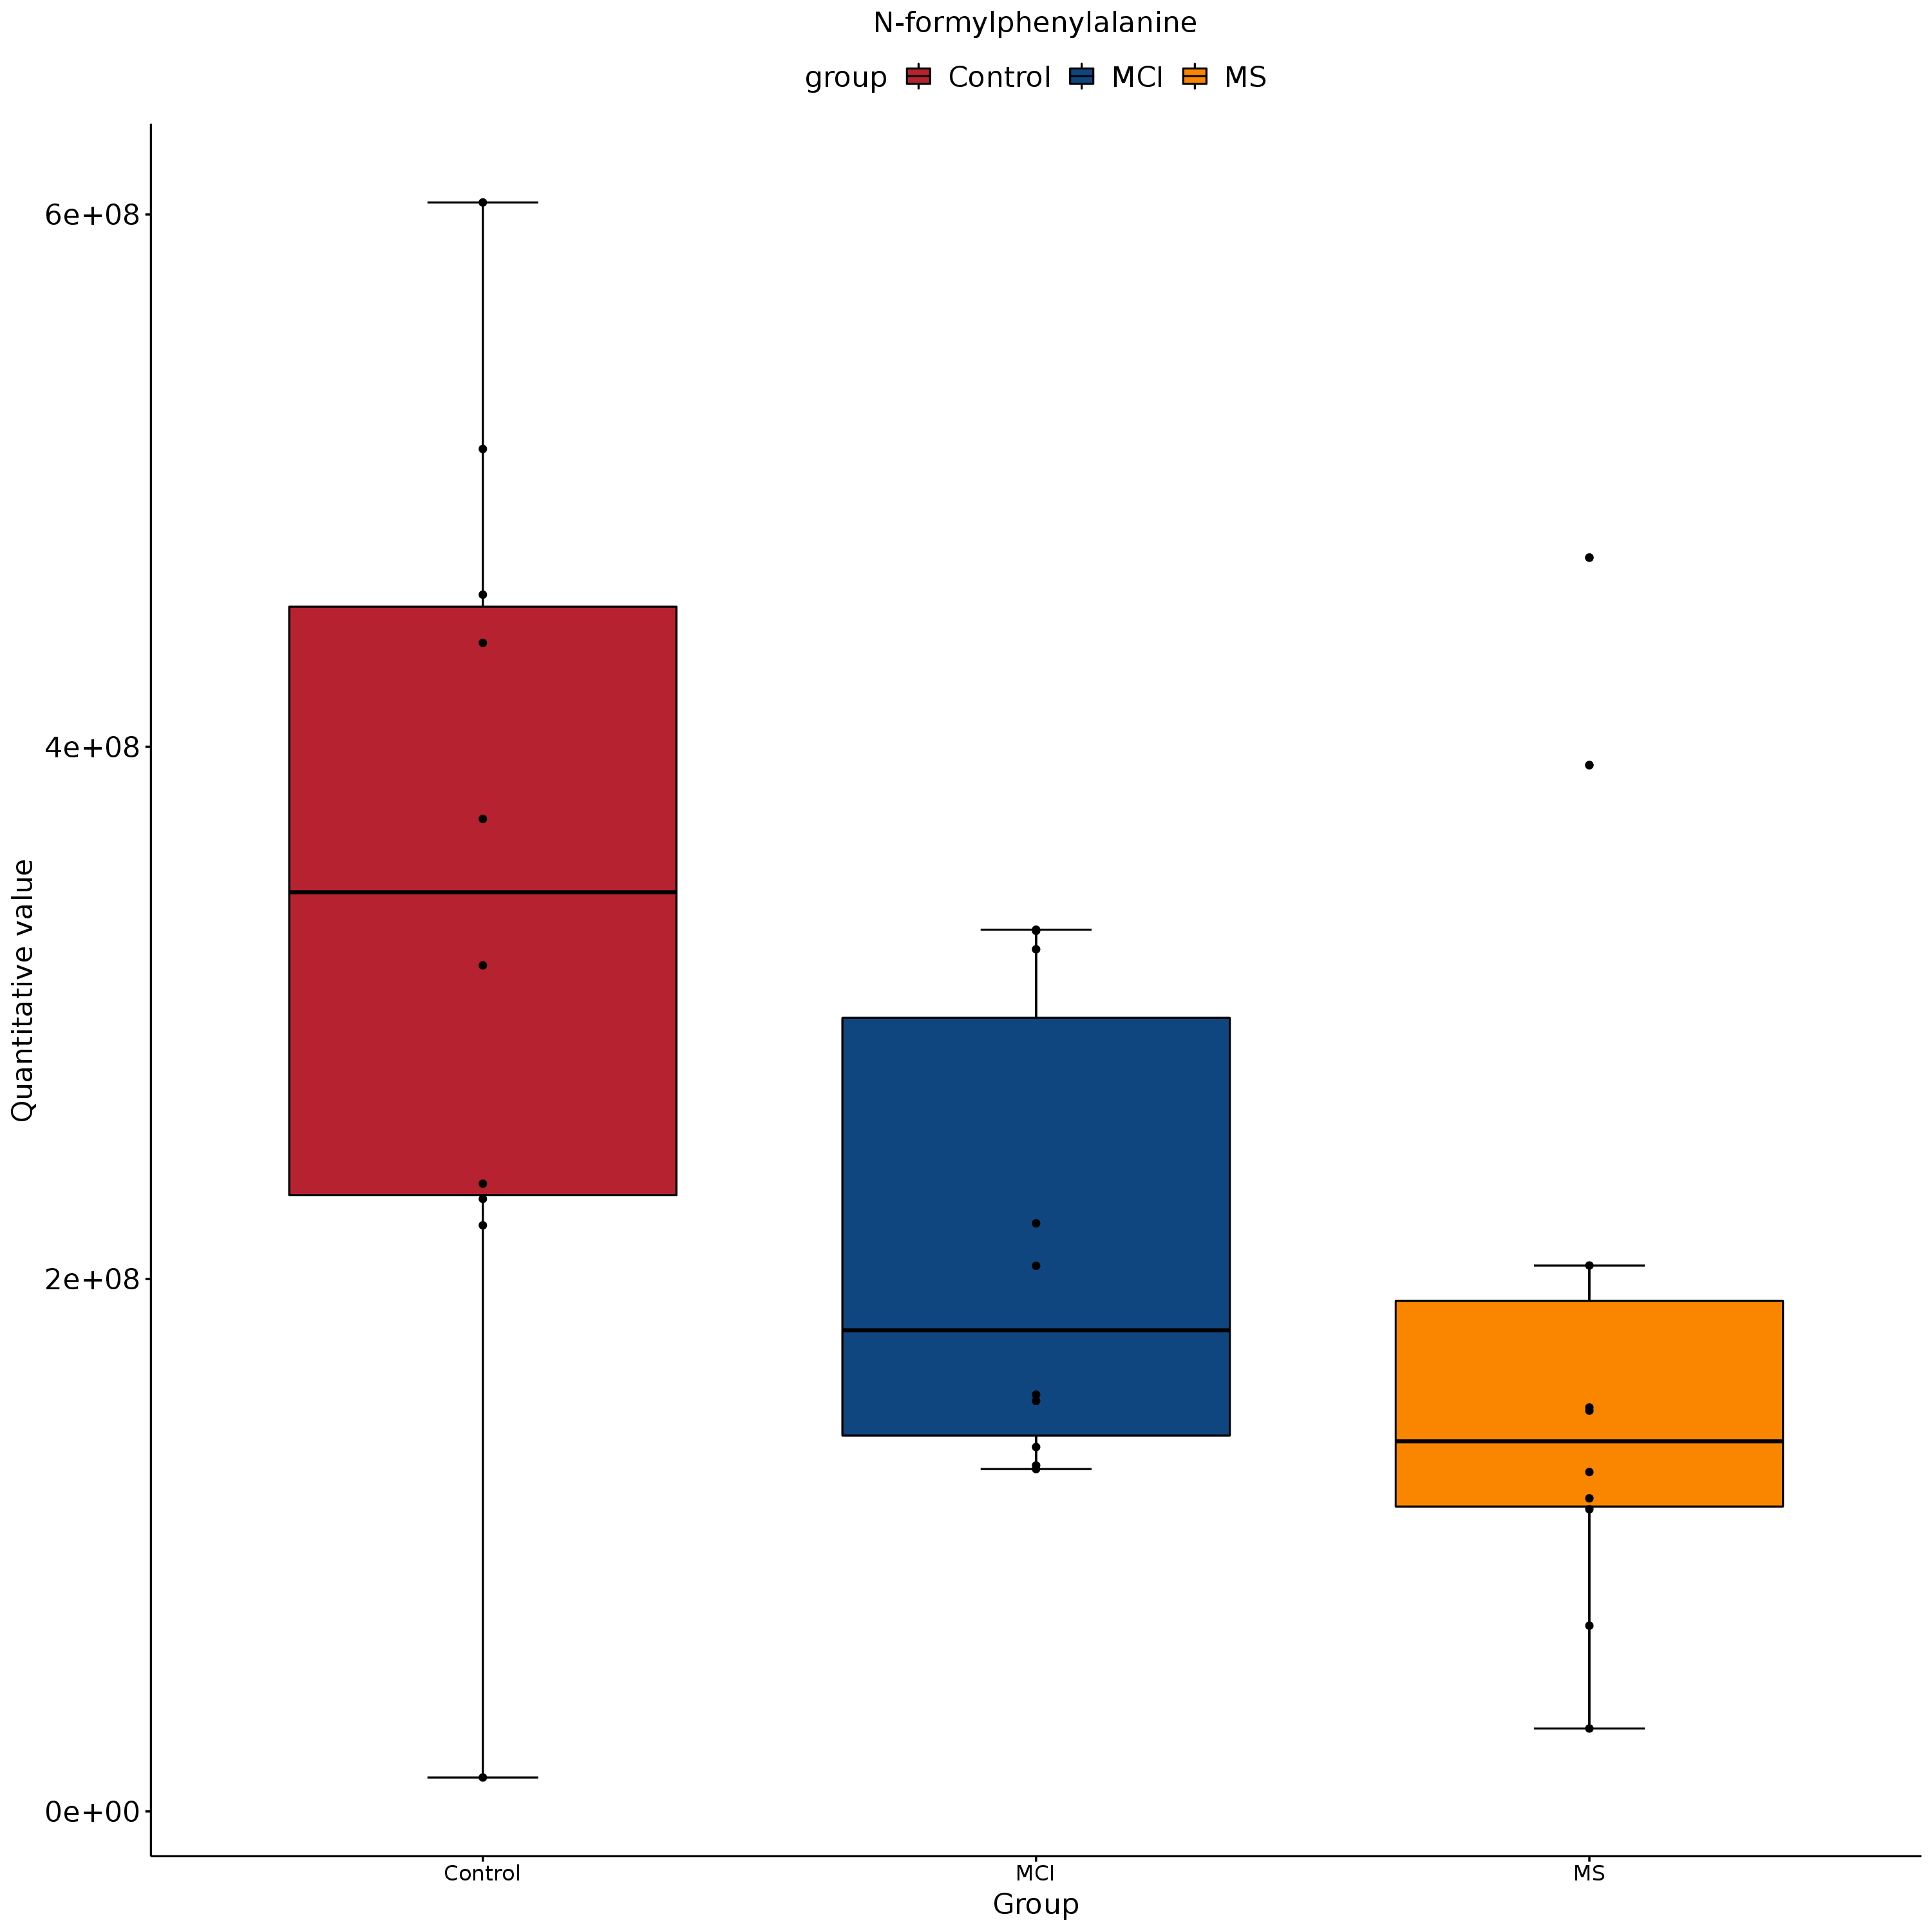 N-formylphenylalanine
group Control MCI MS
6e+08
4e+08
2e+08
0e+00
Quantitative value
Control MCI MS
Group